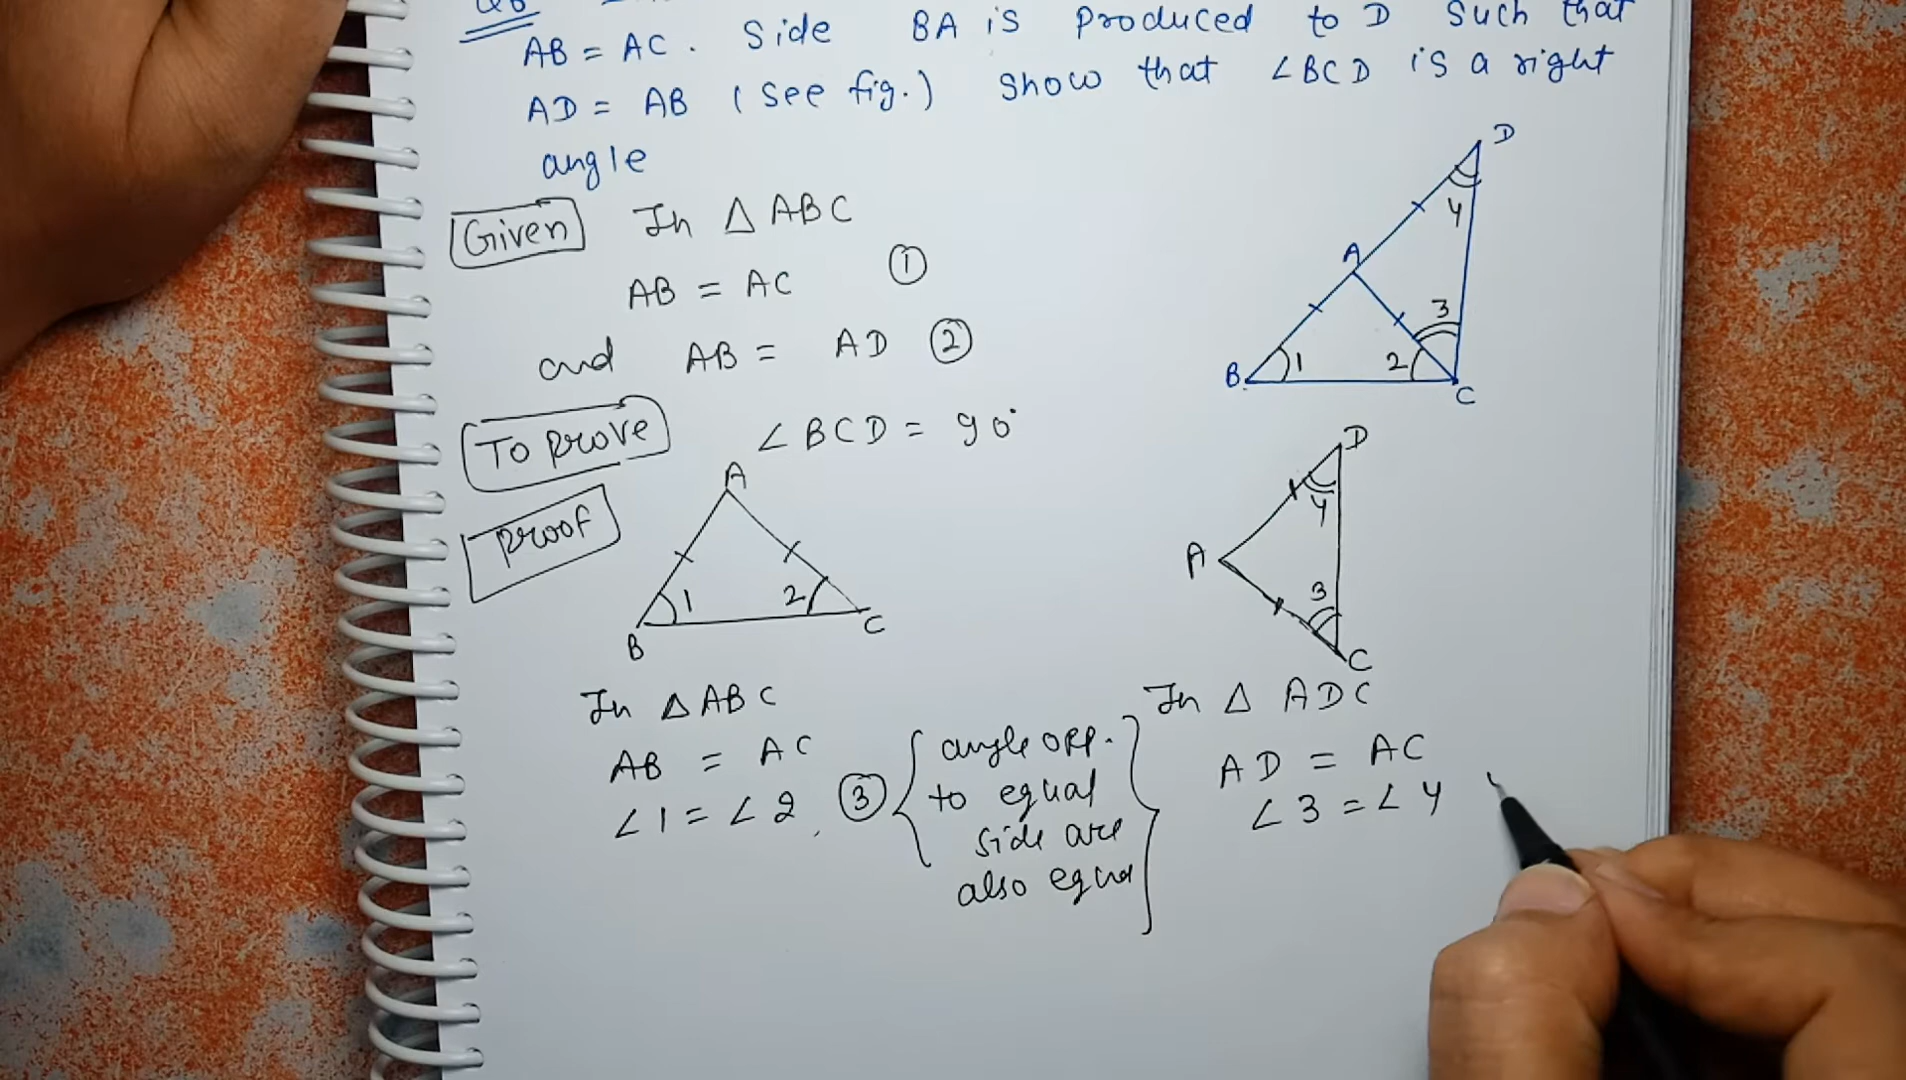 Q6
AB = AC . Side BA is produced to D such that
AD = AB ( See fig. ) Show that ∠BCD is a right
angle
Given In △ ABC
AB = AC ①
and AB = AD ②
To prove ∠BCD = 90°
Proof
D
4
A
3
B 1 2 C
A
1 2
B C
D
4
A
3
C
In △ ABC
AB = AC
∠1 = ∠2 ③
{ angle opp.
to equal
side are
also equal }
In △ ADC
AD = AC
∠3 = ∠4